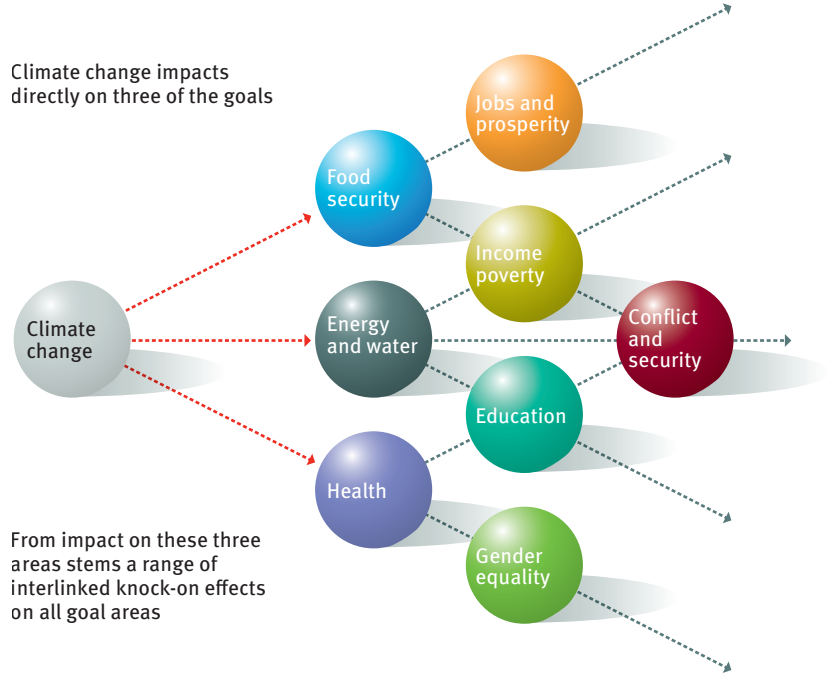 Climate change impacts
directly on three of the goals
Jobs and
prosperity
Food
security
Income
poverty
Climate
change
Energy
and water
Conflict
and
security
Education
Health
Gender
equality
From impact on these three
areas stems a range of
interlinked knock-on effects
on all goal areas